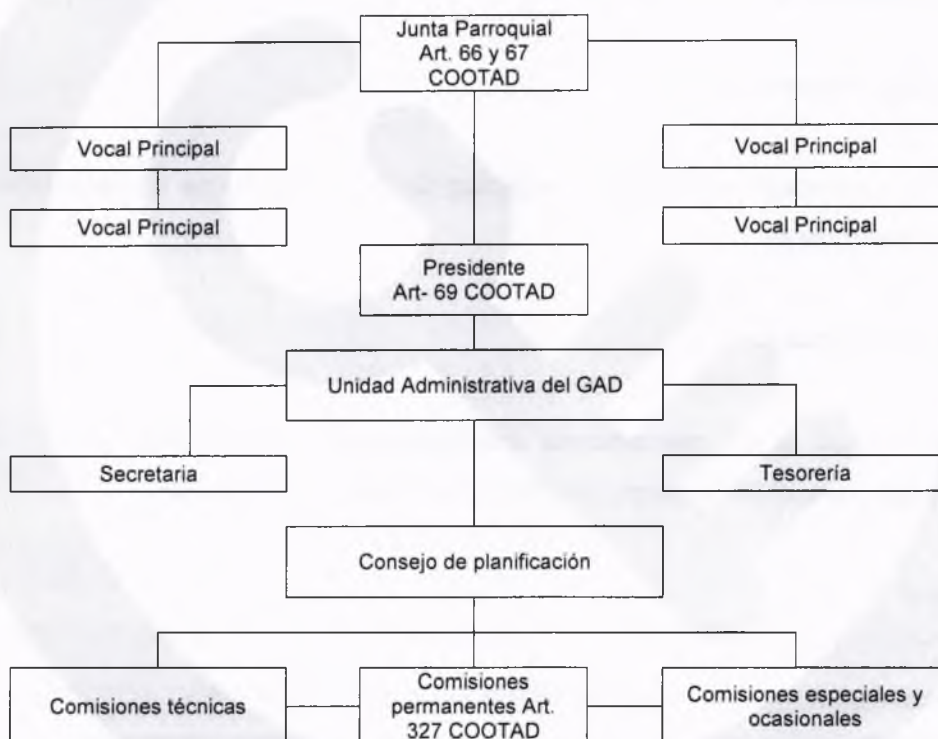 Junta Parroquial
Art. 66 y 67
COOTAD
Vocal Principal
Vocal Principal
Vocal Principal
Vocal Principal
Presidente
Art- 69 COOTAD
Unidad Administrativa del GAD
Secretaria
Tesorería
Consejo de planificación
Comisiones técnicas
Comisiones
permanentes Art.
327 COOTAD
Comisiones especiales y
ocasionales